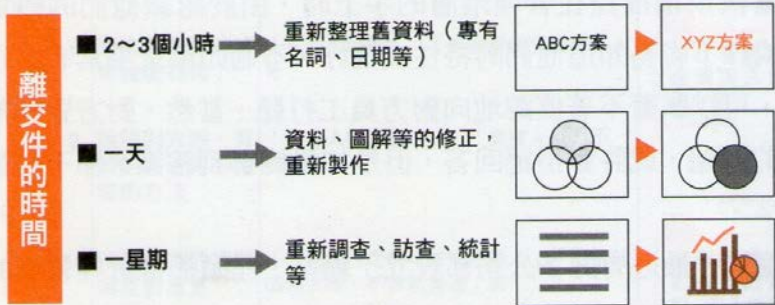 離交件的時間
■ 2～3個小時
重新整理舊資料（專有
名詞、日期等）
ABC方案
XYZ方案
■ 一天
資料、圖解等的修正，
重新製作
■ 一星期
重新調查、訪查、統計
等